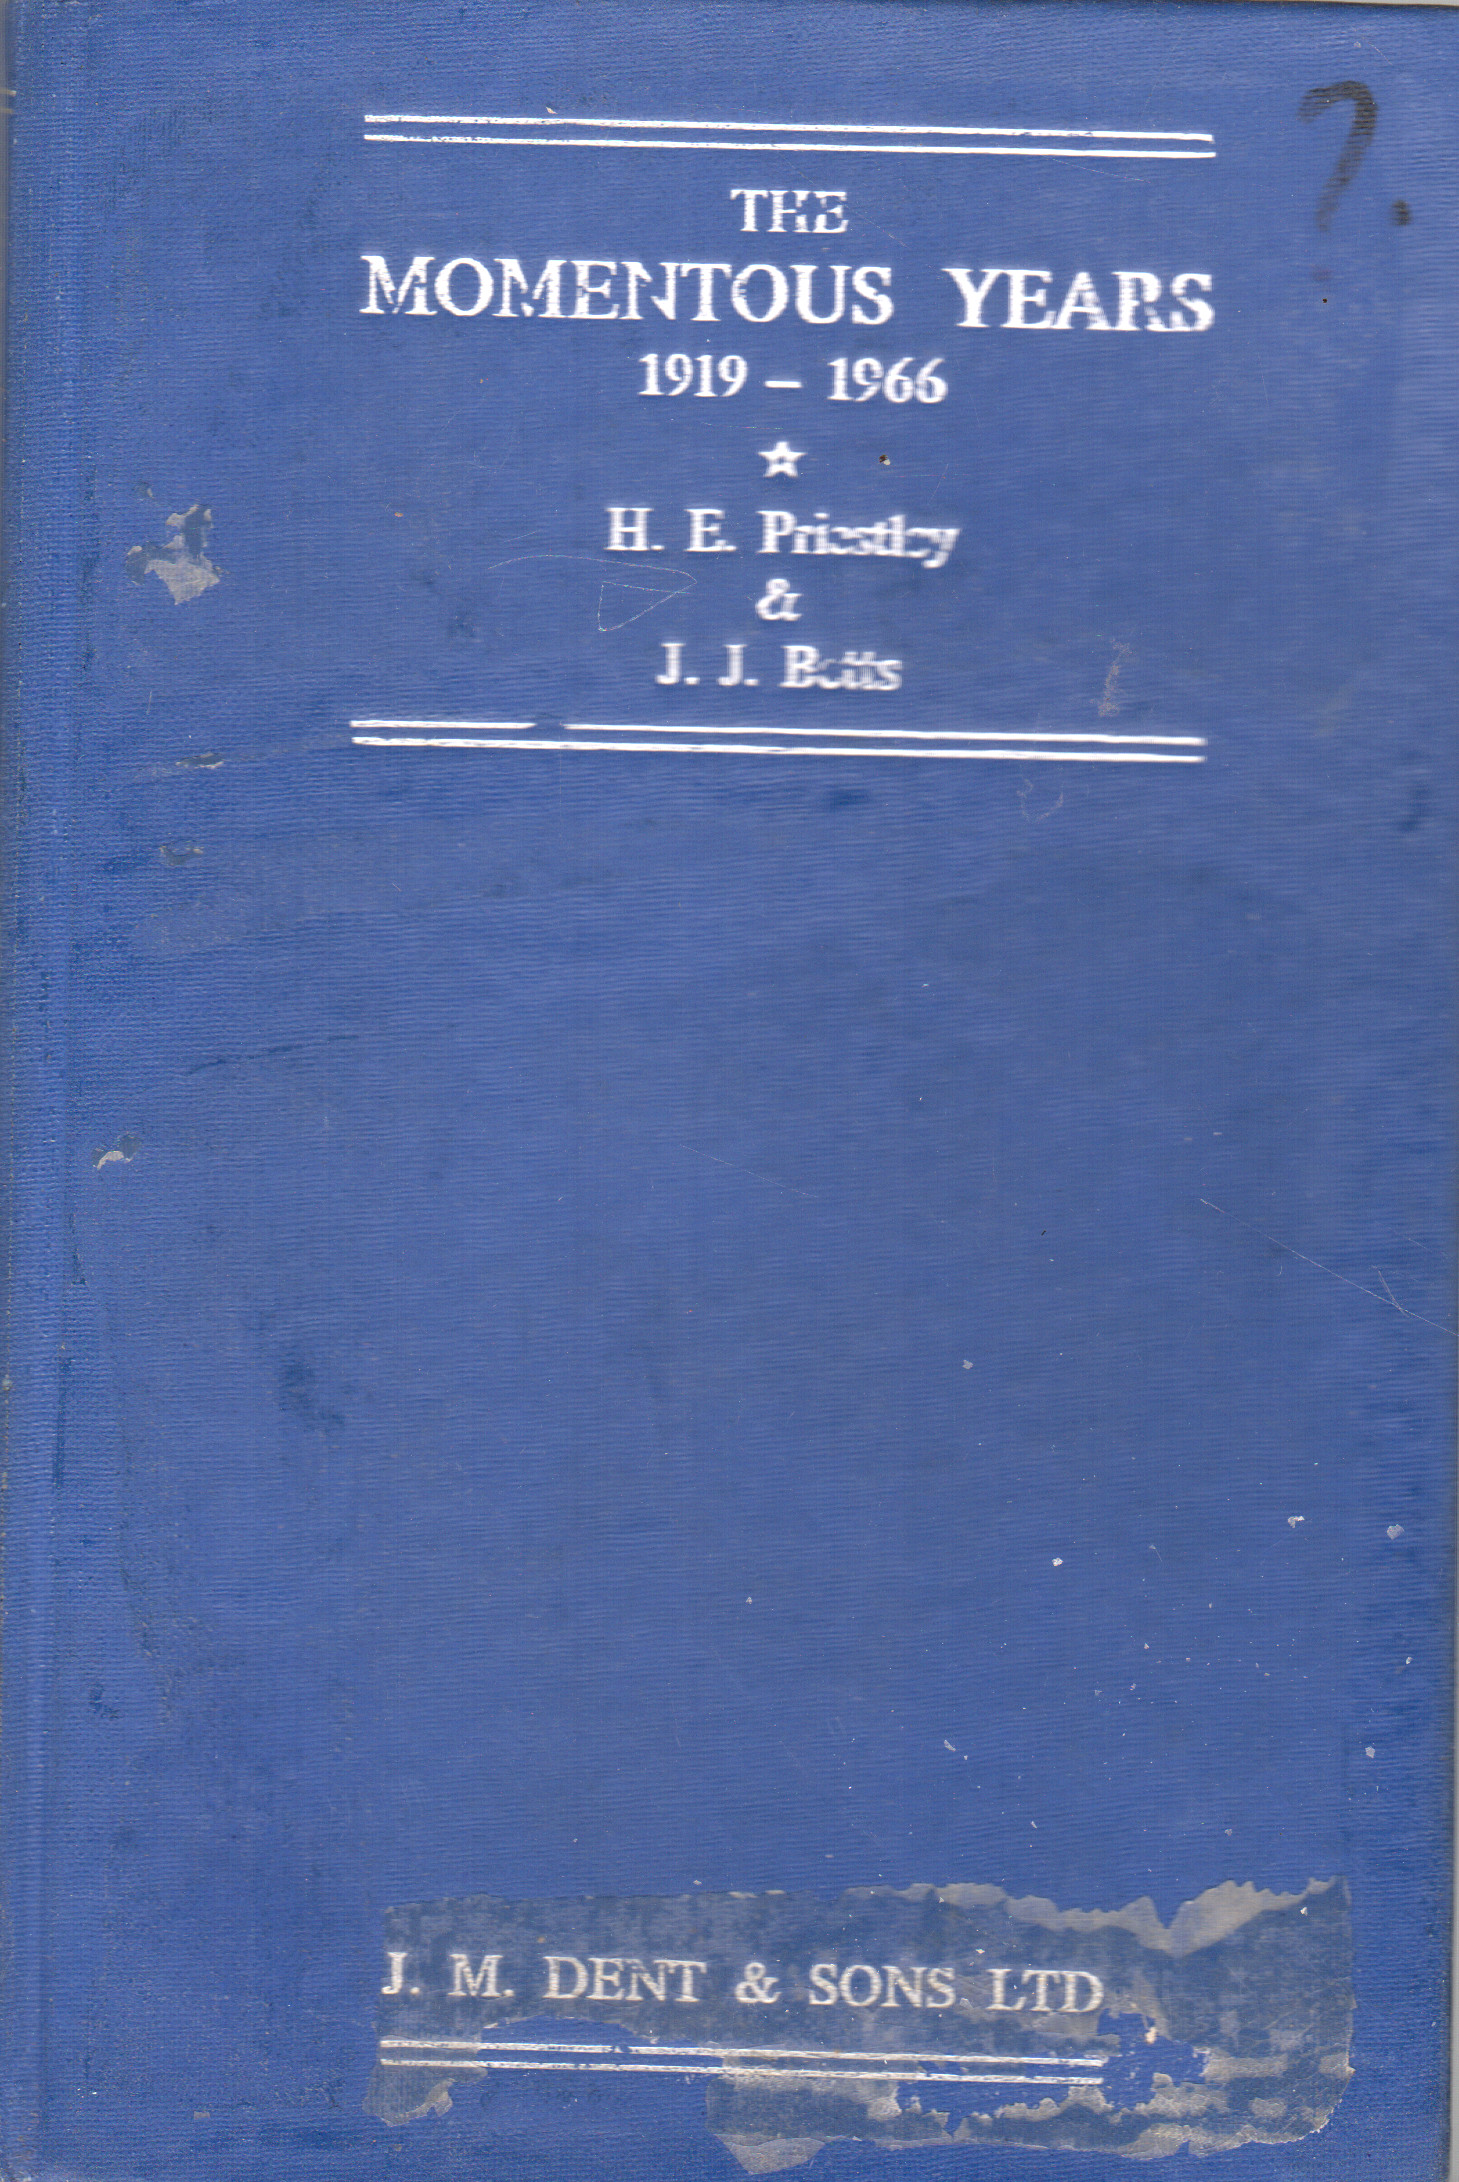 ?.
THE
MOMENTOUS YEARS
1919 – 1966
H. E. Priestley
&
J. J. Betts
J. M. DENT & SONS LTD